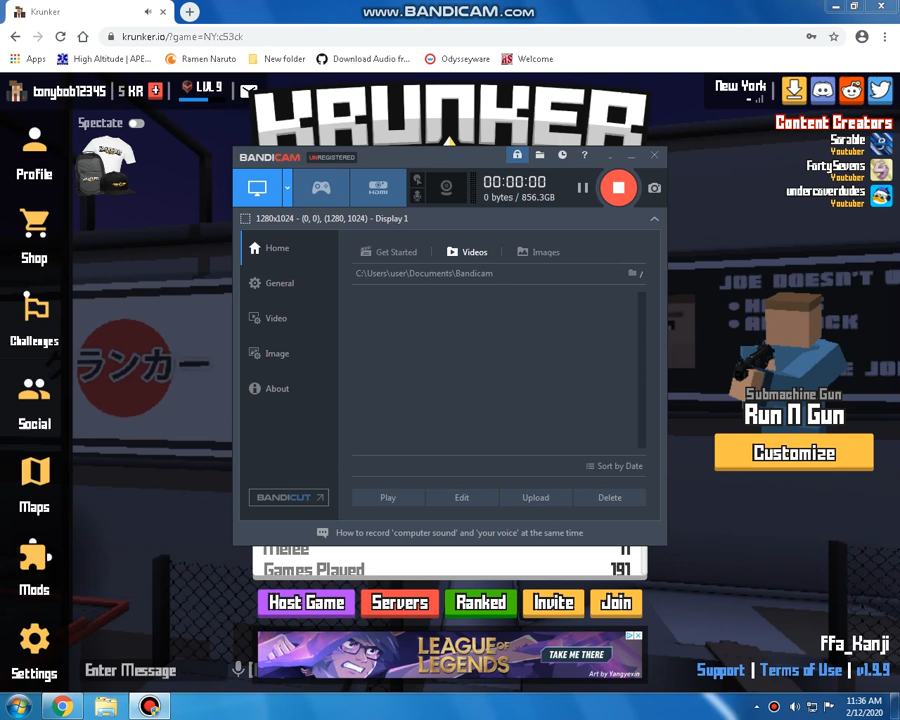 www.BANDICAM.com
Krunker
krunker.io/?game=NY:c53ck
Apps
High Altitude | APE...
Ramen Naruto
New folder
Download Audio fr...
Odysseyware
Welcome
tonybob12345
5 KR
LVL 9
KRUNKER
New York
Spectate
Content Creators
Sorable
Youtuber
FortySevens
Youtuber
undercoverdudes
Youtuber
Profile
Shop
Challenges
Social
Maps
Mods
Settings
BANDICAM
UNREGISTERED
HDMI
00:00:00
0 bytes / 856.3GB
1280x1024 - (0, 0), (1280, 1024) - Display 1
Home
General
Video
Image
About
BANDICUT
Get Started
Videos
Images
C:\Users\user\Documents\Bandicam
Sort by Date
Play
Edit
Upload
Delete
How to record 'computer sound' and 'your voice' at the same time
クランカー
JOE DOESN'T
Submachine Gun
Run N Gun
Customize
Melee
Games Played
191
Host Game
Servers
Ranked
Invite
Join
LEAGUE OF
LEGENDS
TAKE ME THERE
Art by Yangyexin
Enter Message
Ffa_Kanji
Support | Terms of Use | v1.9.9
11:36 AM
2/12/2020